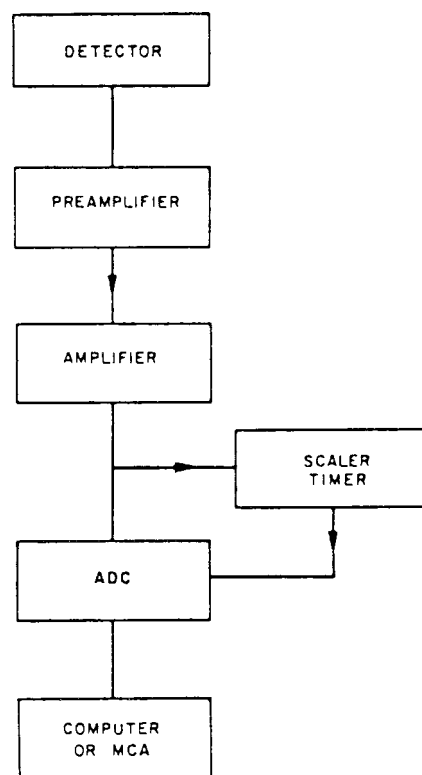 DETECTOR
PREAMPLIFIER
AMPLIFIER
SCALER
TIMER
ADC
COMPUTER
OR MCA